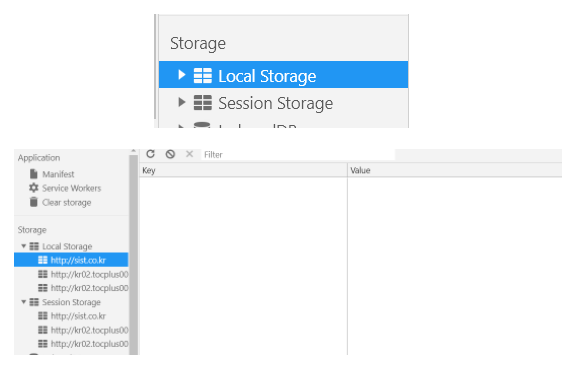 Storage
Local Storage
Session Storage
Application
Manifest
Service Workers
Clear storage
Storage
Local Storage
http://sist.co.kr
http://kr02.tocplus00
http://kr02.tocplus00
Session Storage
http://sist.co.kr
http://kr02.tocplus00
http://kr02.tocplus00
Filter
Key Value